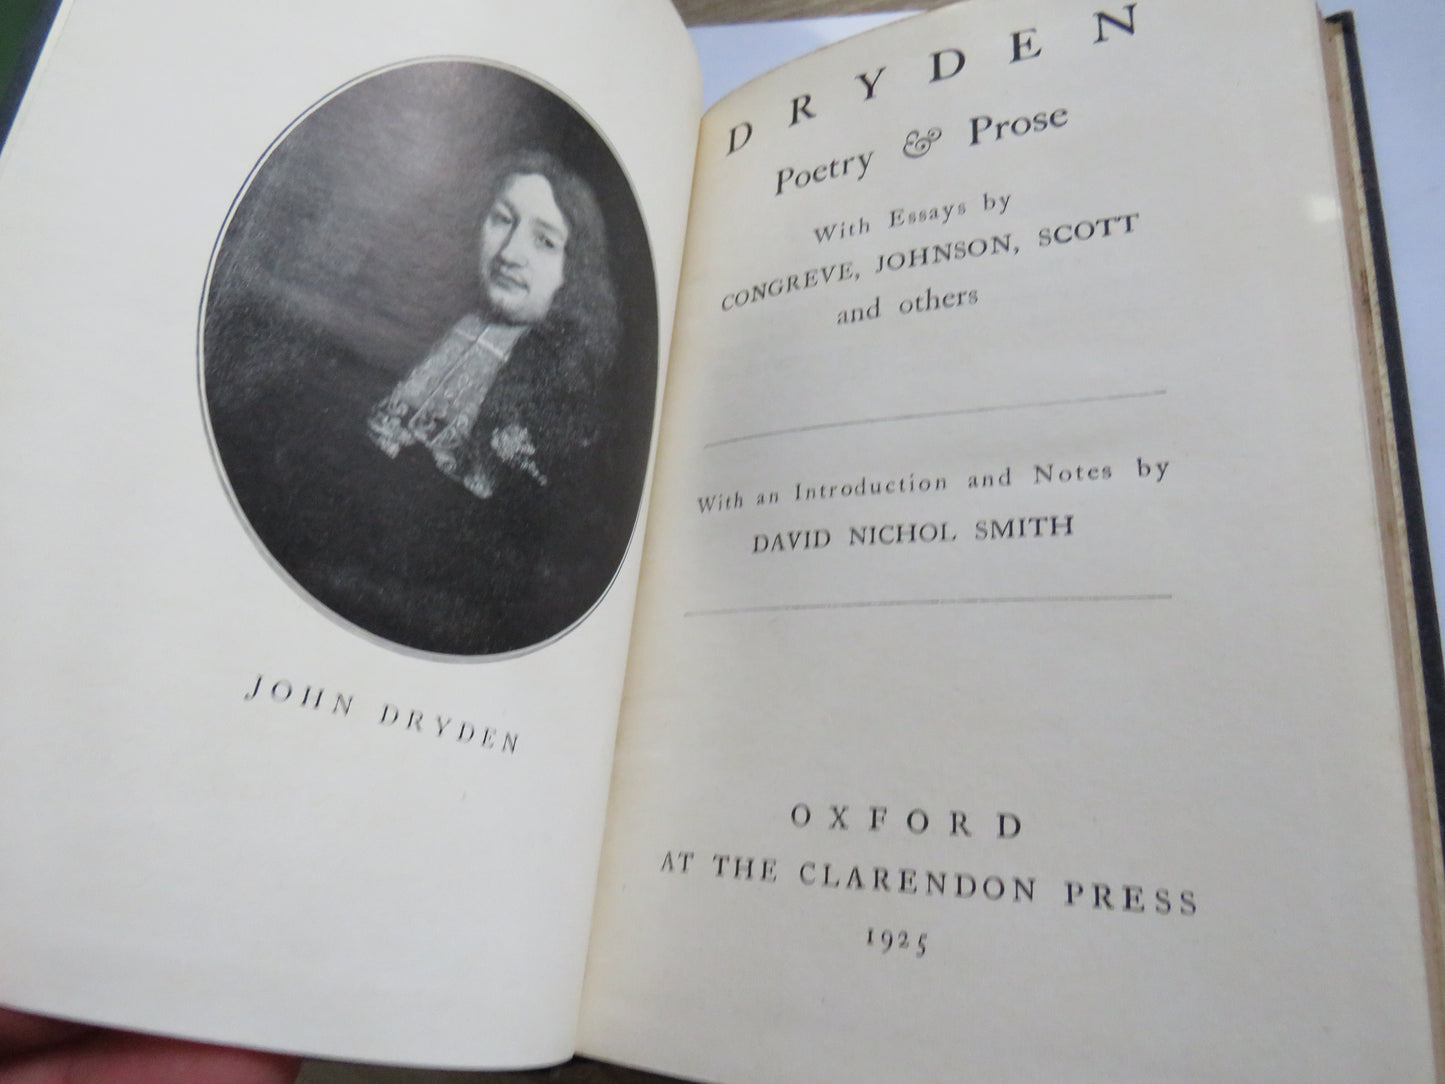 JOHN DRYDEN
DRYDEN
Poetry & Prose
With Essays by
CONGREVE, JOHNSON, SCOTT
and others
With an Introduction and Notes by
DAVID NICHOL SMITH
OXFORD
AT THE CLARENDON PRESS
1925